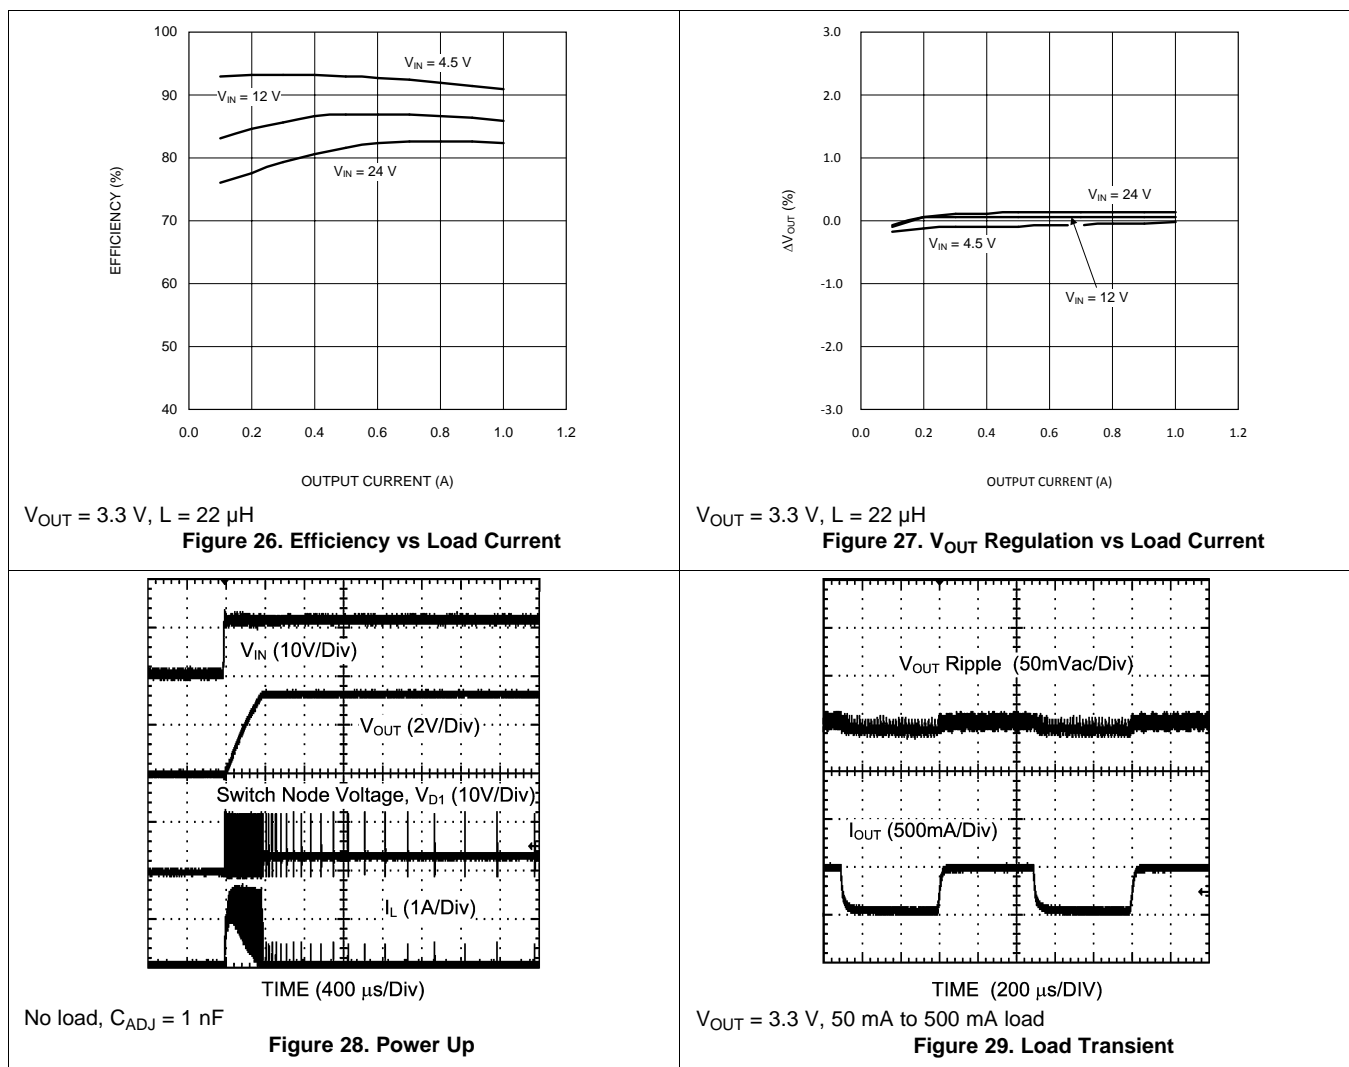 100
90
80
70
60
50
40
EFFICIENCY (%)
V_IN = 4.5 V
V_IN = 12 V
V_IN = 24 V
0.0 0.2 0.4 0.6 0.8 1.0 1.2
OUTPUT CURRENT (A)
V_OUT = 3.3 V, L = 22 µH
Figure 26. Efficiency vs Load Current
3.0
2.0
1.0
0.0
-1.0
-2.0
-3.0
ΔV_OUT (%)
V_IN = 24 V
V_IN = 4.5 V
V_IN = 12 V
0.0 0.2 0.4 0.6 0.8 1.0 1.2
OUTPUT CURRENT (A)
V_OUT = 3.3 V, L = 22 µH
Figure 27. V_OUT Regulation vs Load Current
V_IN (10V/Div)
V_OUT (2V/Div)
Switch Node Voltage, V_D1 (10V/Div)
I_L (1A/Div)
TIME (400 µs/Div)
No load, C_ADJ = 1 nF
Figure 28. Power Up
V_OUT Ripple (50mVac/Div)
I_OUT (500mA/Div)
TIME (200 µs/DIV)
V_OUT = 3.3 V, 50 mA to 500 mA load
Figure 29. Load Transient